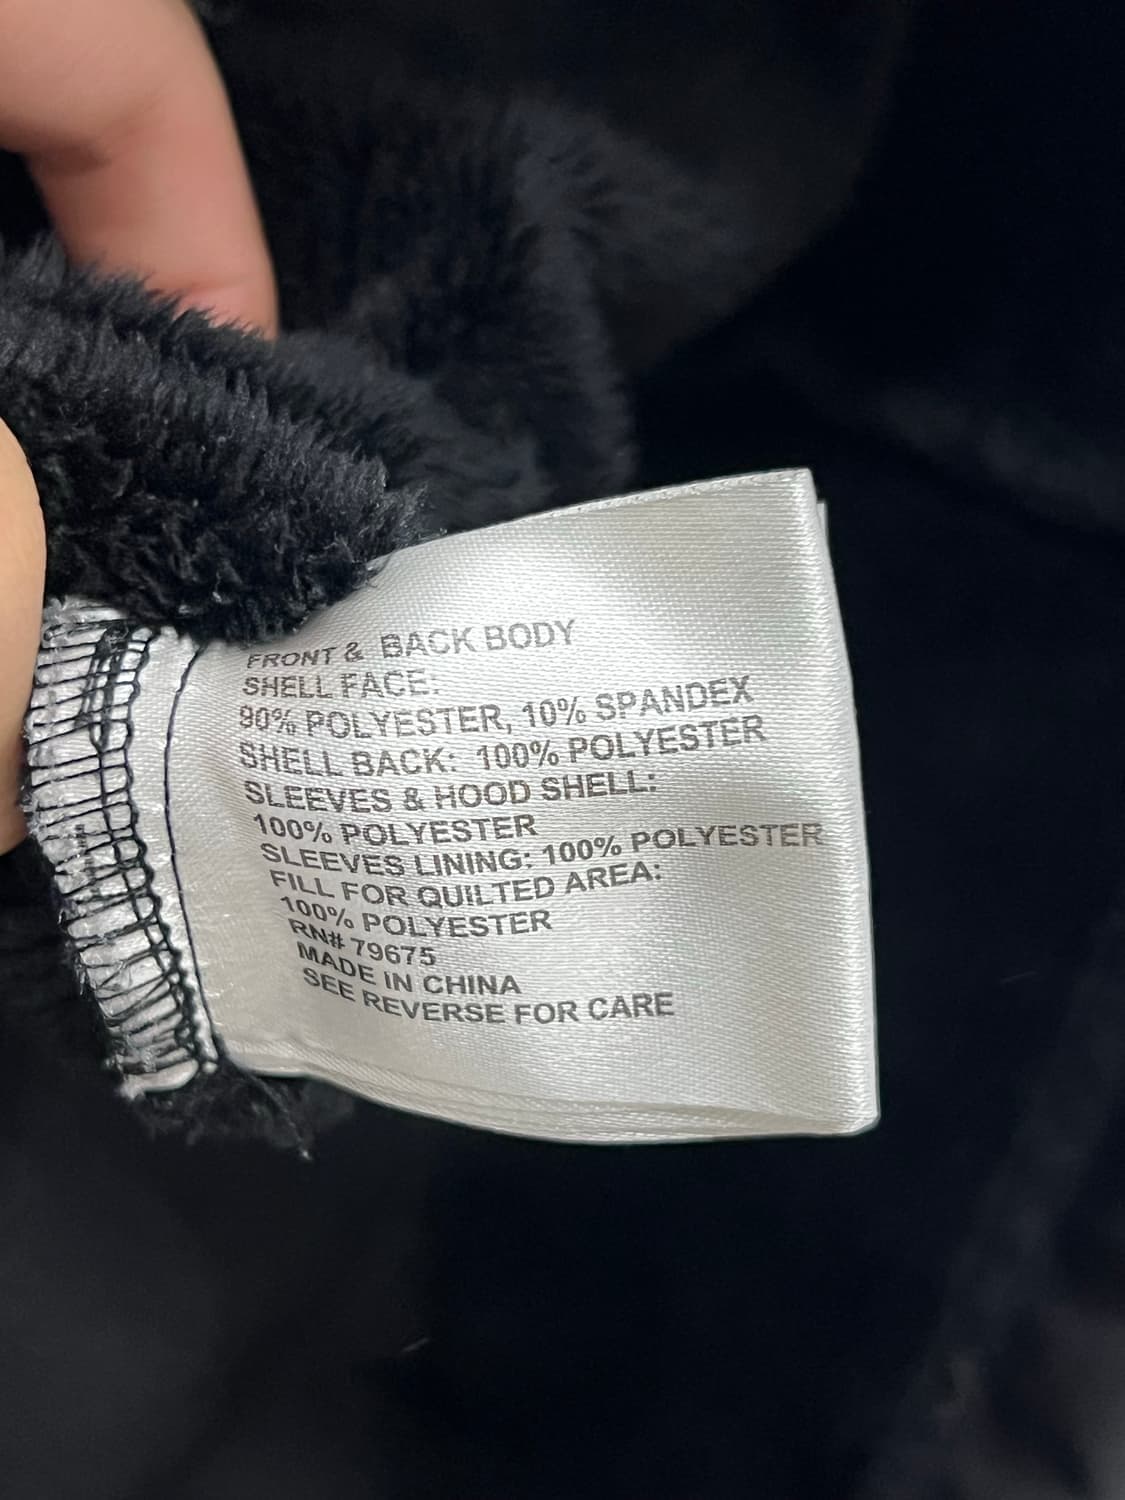 FRONT & BACK BODY
SHELL FACE:
90% POLYESTER, 10% SPANDEX
SHELL BACK: 100% POLYESTER
SLEEVES & HOOD SHELL:
100% POLYESTER
SLEEVES LINING: 100% POLYESTER
FILL FOR QUILTED AREA:
100% POLYESTER
RN# 79675
MADE IN CHINA
SEE REVERSE FOR CARE